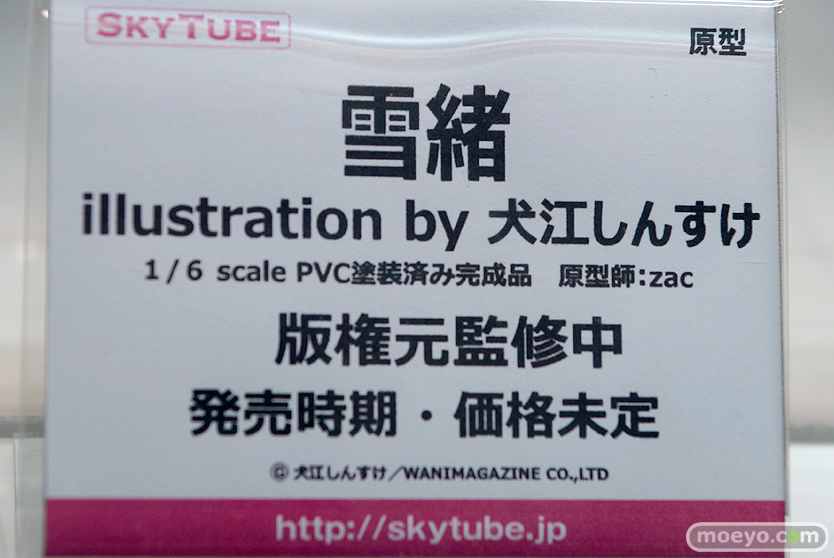 SKYTUBE
原型
雪緒
illustration by 犬江しんすけ
1/6 scale PVC塗装済み完成品 原型師:zac
版権元監修中
発売時期・価格未定
© 犬江しんすけ/WANIMAGAZINE CO.,LTD
http://skytube.jp
moeyo.com